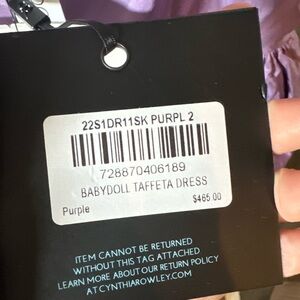 22S1DR11SK PURPL 2
728870406189
BABYDOLL TAFFETA DRESS
Purple $465.00
ITEM CANNOT BE RETURNED
WITHOUT THIS TAG ATTACHED
LEARN MORE ABOUT OUR RETURN POLICY
AT CYNTHIAROWLEY.COM